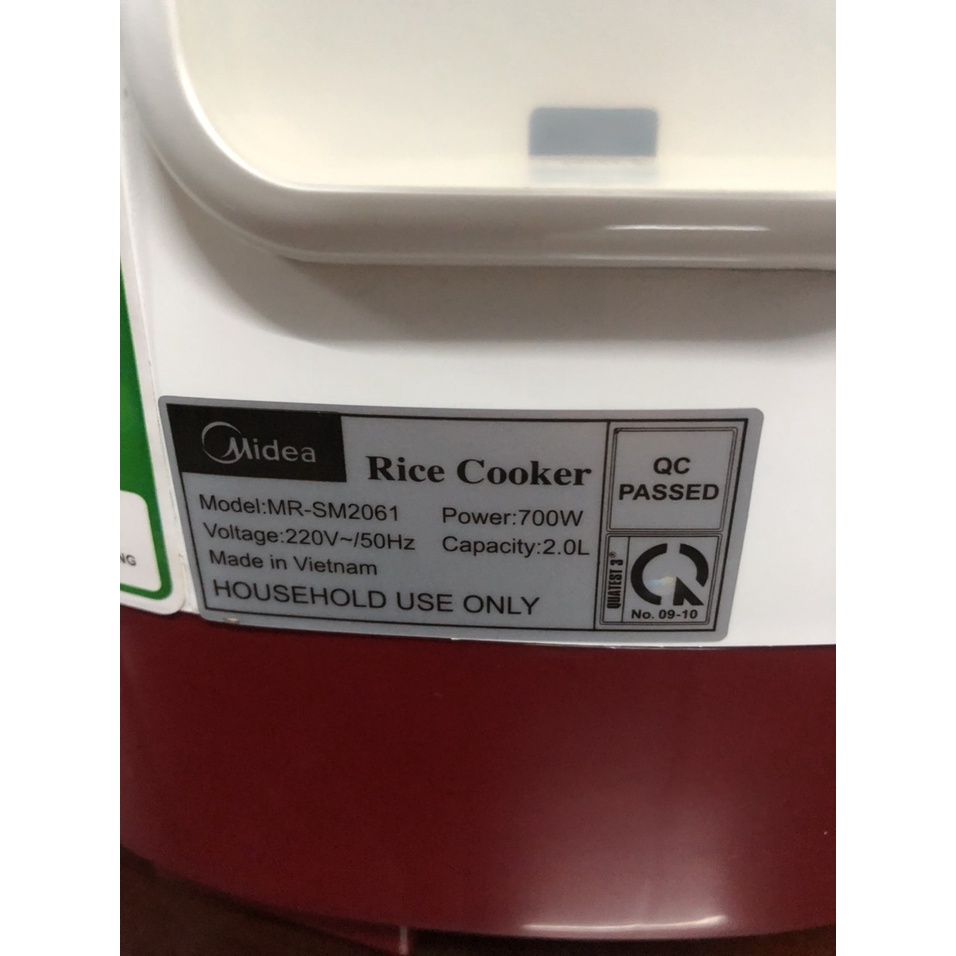 Midea
Rice Cooker
Model:MR-SM2061 Power:700W
Voltage:220V~/50Hz Capacity:2.0L
Made in Vietnam
HOUSEHOLD USE ONLY
QC
PASSED
QUATEST 3®
No. 09-10
NG